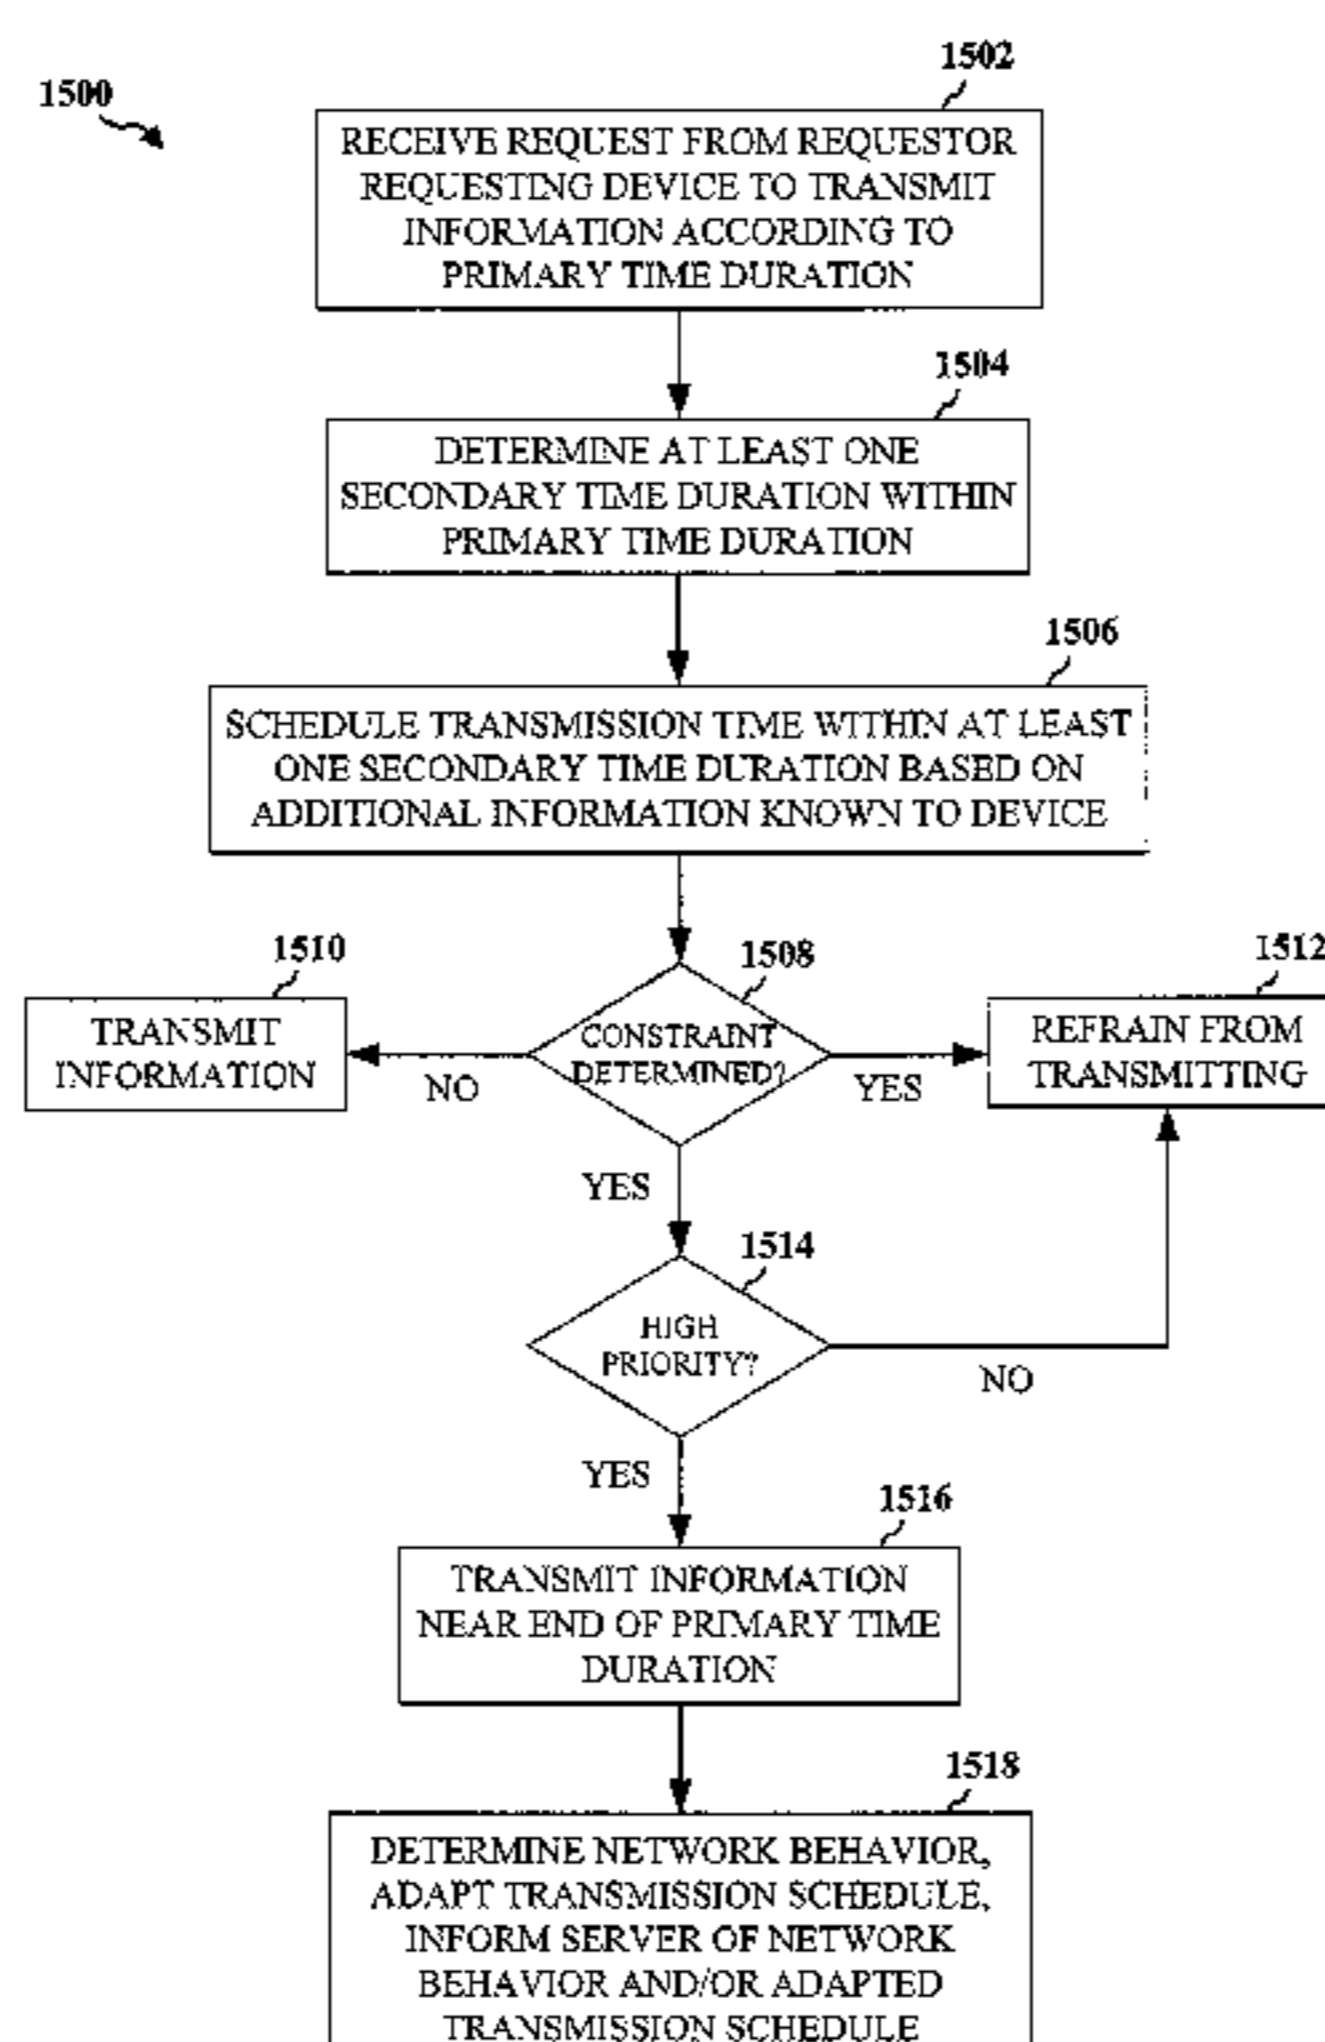 1500
1502
RECEIVE REQUEST FROM REQUESTOR
REQUESTING DEVICE TO TRANSMIT
INFORMATION ACCORDING TO
PRIMARY TIME DURATION
1504
DETERMINE AT LEAST ONE
SECONDARY TIME DURATION WITHIN
PRIMARY TIME DURATION
1506
SCHEDULE TRANSMISSION TIME WITHIN AT LEAST
ONE SECONDARY TIME DURATION BASED ON
ADDITIONAL INFORMATION KNOWN TO DEVICE
1510
TRANSMIT
INFORMATION
NO
1508
CONSTRAINT
DETERMINED?
YES
1512
REFRAIN FROM
TRANSMITTING
YES
1514
HIGH
PRIORITY?
NO
YES
1516
TRANSMIT INFORMATION
NEAR END OF PRIMARY TIME
DURATION
1518
DETERMINE NETWORK BEHAVIOR,
ADAPT TRANSMISSION SCHEDULE,
INFORM SERVER OF NETWORK
BEHAVIOR AND/OR ADAPTED
TRANSMISSION SCHEDULE